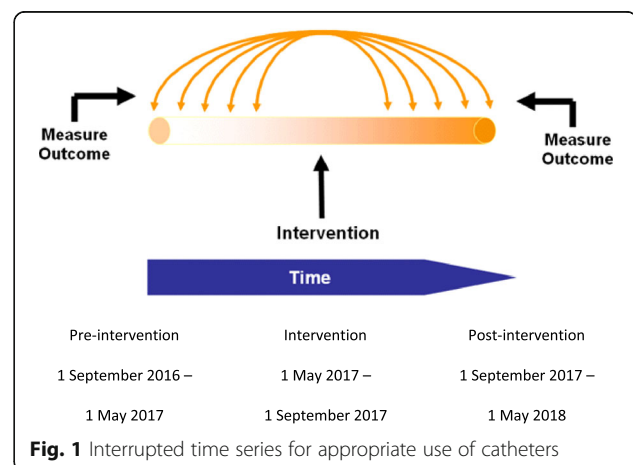 Measure
Outcome
Measure
Outcome
Intervention
Time
Pre-intervention
Intervention
Post-intervention
1 September 2016 –
1 May 2017 –
1 September 2017 –
1 May 2017
1 September 2017
1 May 2018
Fig. 1 Interrupted time series for appropriate use of catheters